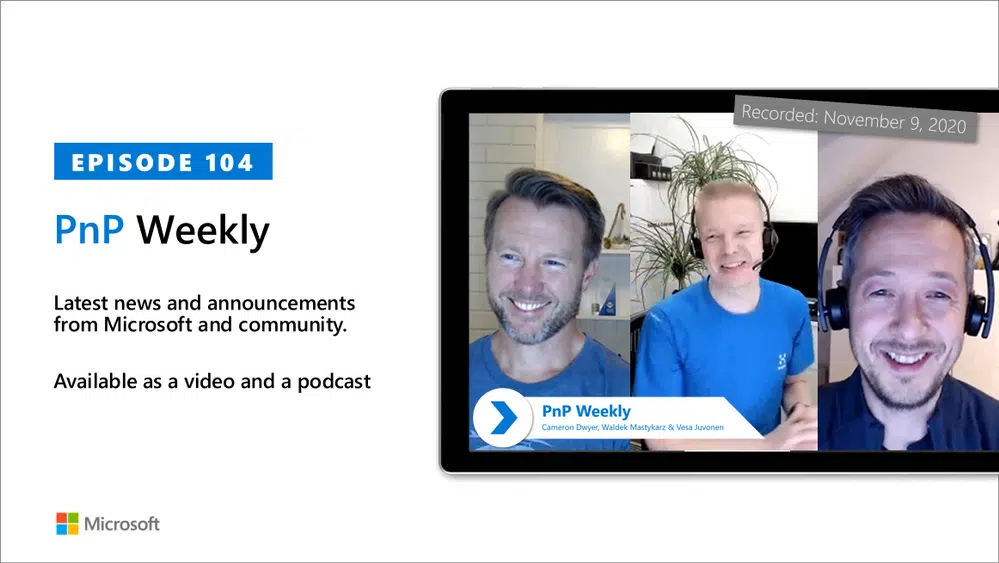 EPISODE 104
PnP Weekly
Latest news and announcements
from Microsoft and community.
Available as a video and a podcast
Microsoft
Recorded: November 9, 2020
PnP Weekly
Cameron Dwyer, Waldek Mastykarz & Vesa Juvonen